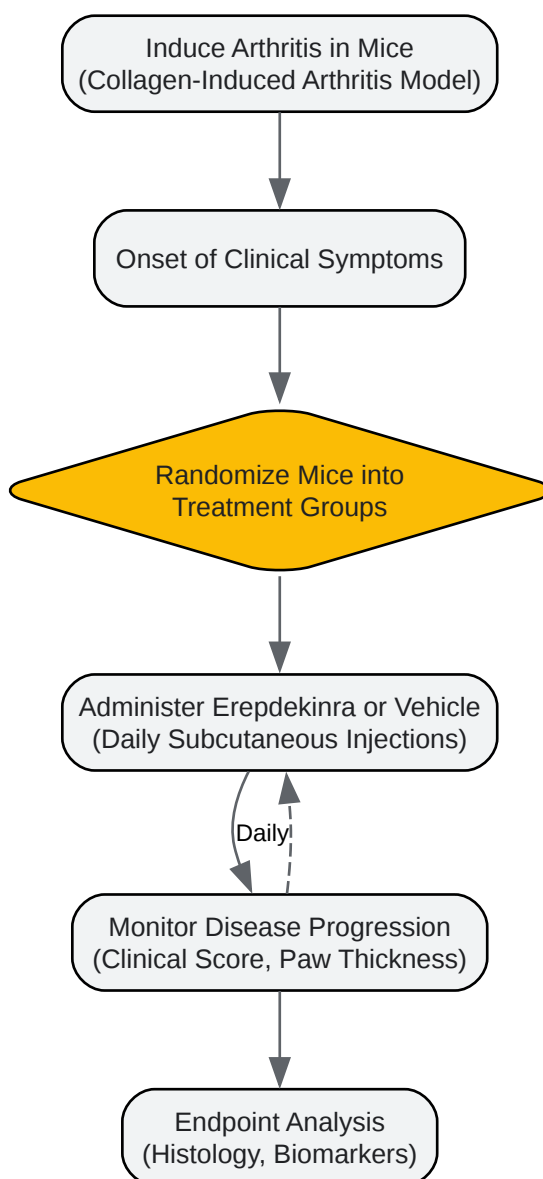 Induce Arthritis in Mice
(Collagen-Induced Arthritis Model)
Onset of Clinical Symptoms
Randomize Mice into
Treatment Groups
Administer Erepdekinra or Vehicle
(Daily Subcutaneous Injections)
Daily
Monitor Disease Progression
(Clinical Score, Paw Thickness)
Endpoint Analysis
(Histology, Biomarkers)